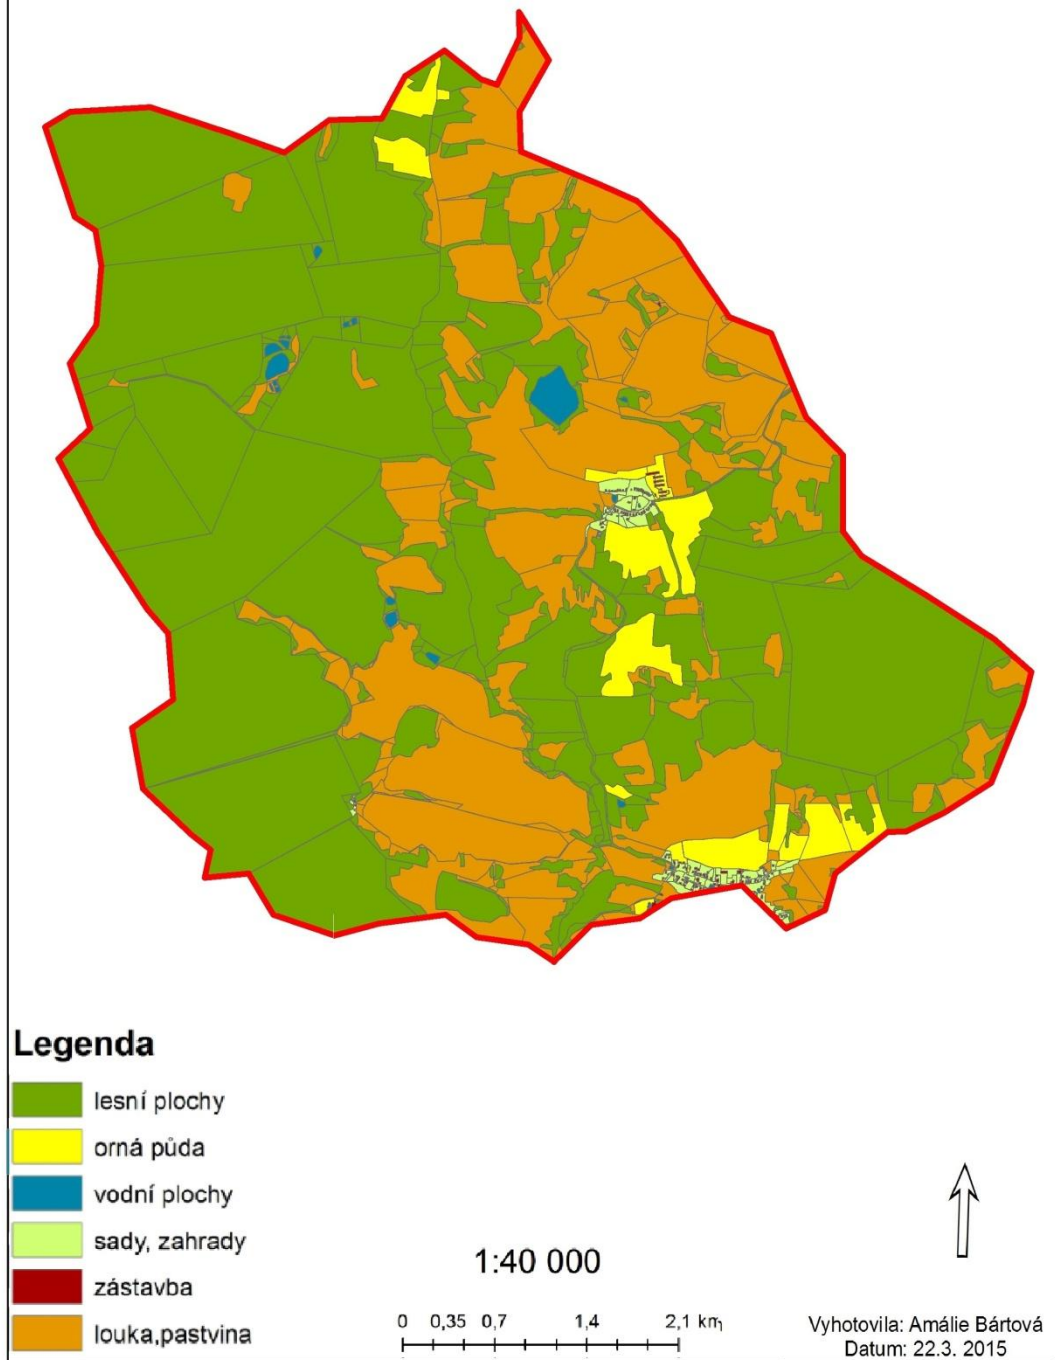 Legenda
lesní plochy
orná půda
vodní plochy
sady, zahrady
zástavba
louka,pastvina
1:40 000
0 0,35 0,7 1,4 2,1 km
Vyhotovila: Amálie Bártová
Datum: 22.3. 2015